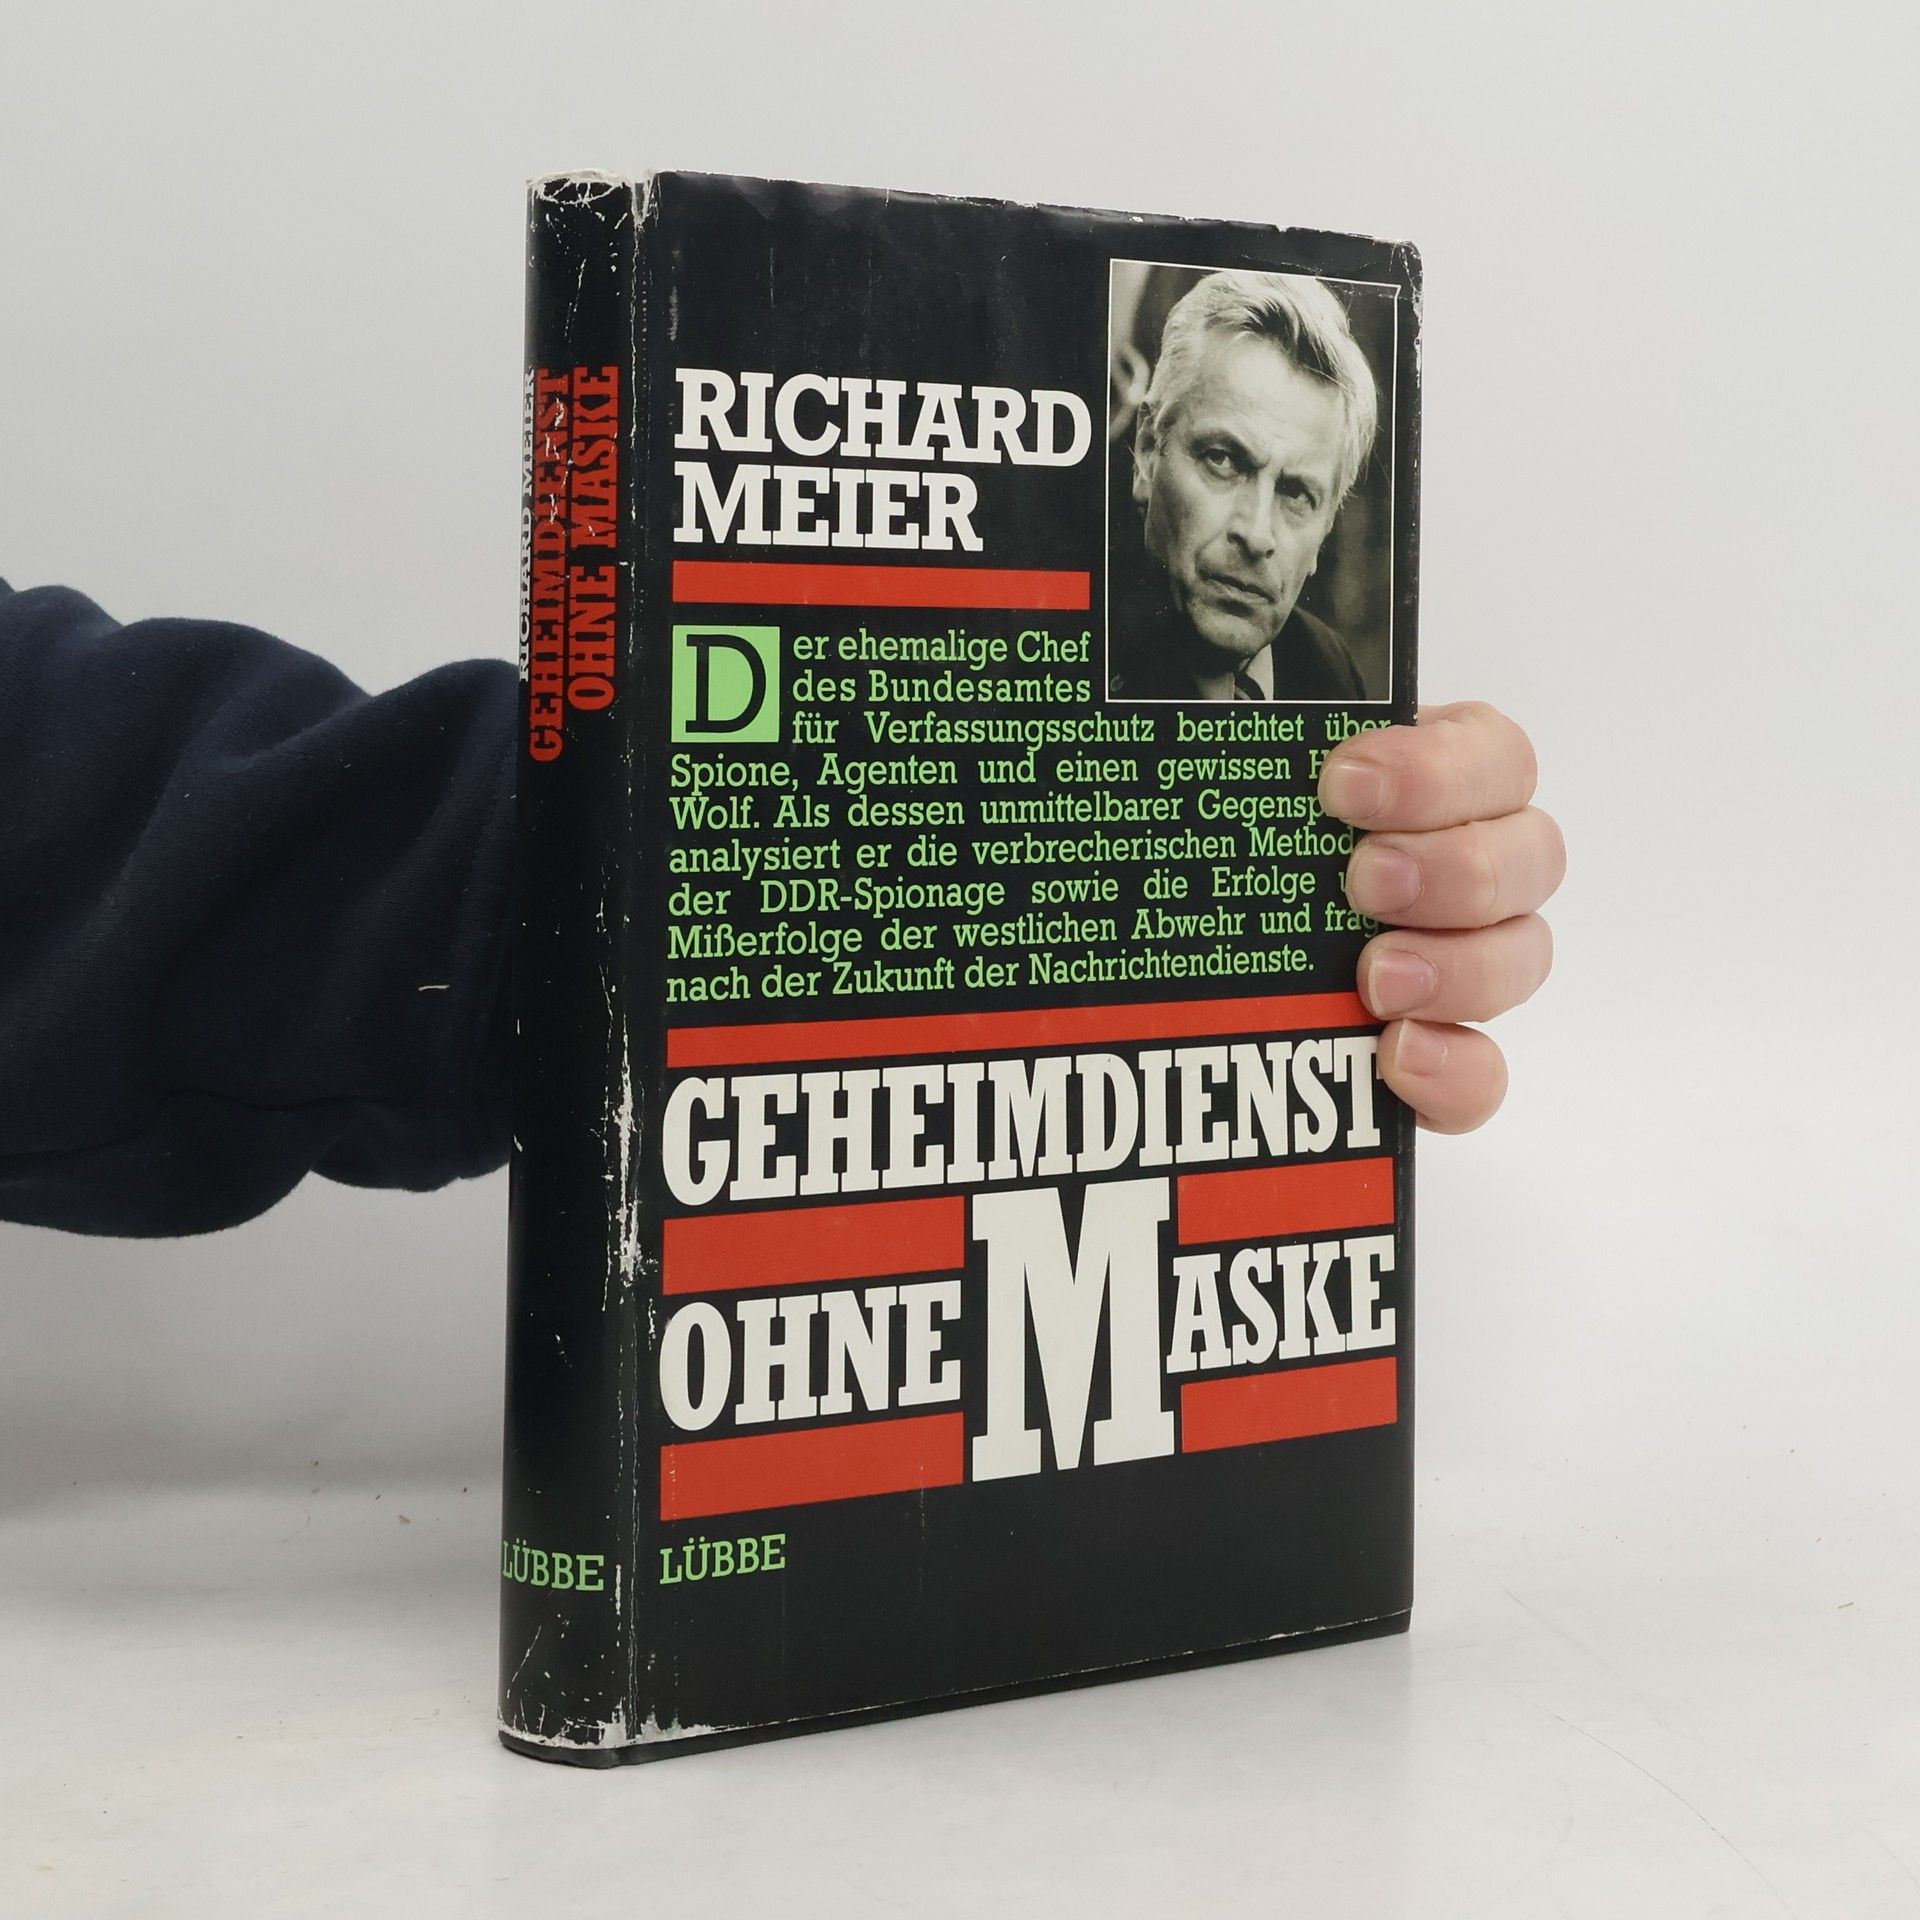 RICHARD MEIER
GEHEIMDIENST
OHNE MASKE
LÜBBE
RICHARD
MEIER
Der ehemalige Chef
des Bundesamtes
für Verfassungsschutz berichtet über
Spione, Agenten und einen gewissen
Wolf. Als dessen unmittelbarer
analysiert er die verbrecherischen
der DDR-Spionage sowie die Erfolge
Mißerfolge der westlichen Abwehr und
nach der Zukunft der Nachrichtendienste.
GEHEIMDIENST
OHNE MASKE
LÜBBE